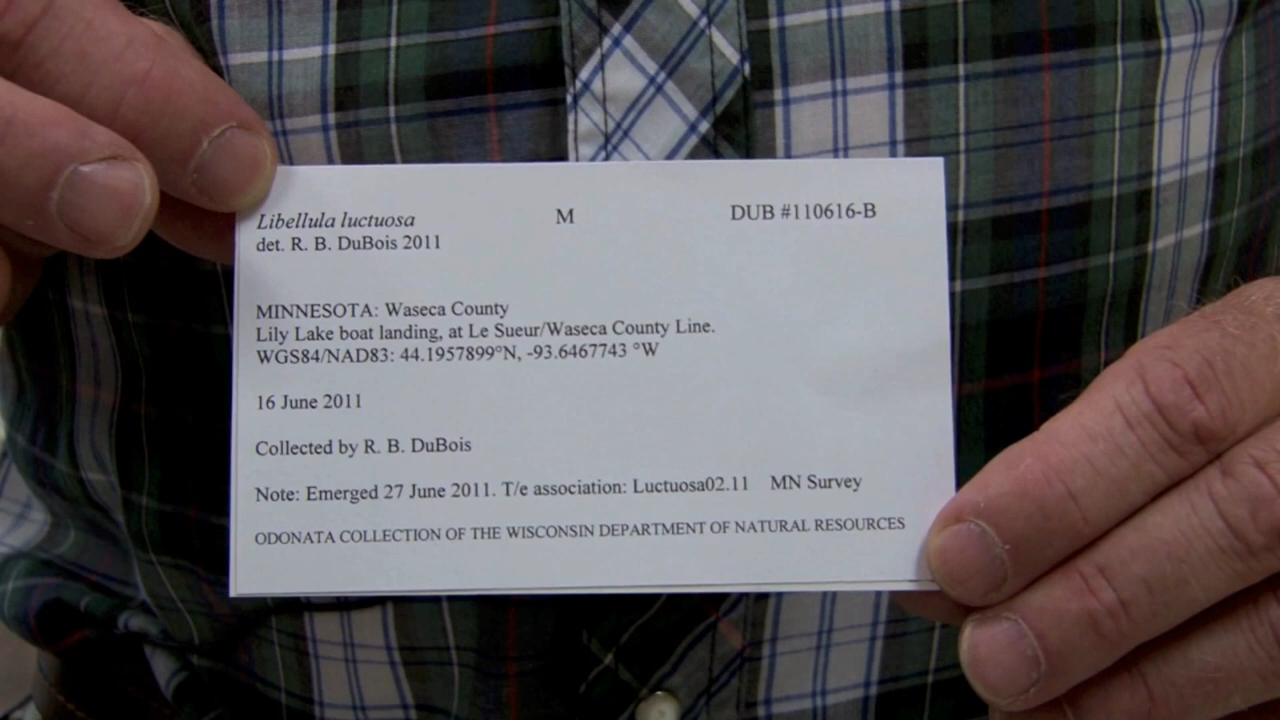 Libellula luctuosa M DUB #110616-B
det. R. B. DuBois 2011
MINNESOTA: Waseca County
Lily Lake boat landing, at Le Sueur/Waseca County Line.
WGS84/NAD83: 44.1957899°N, -93.6467743 °W
16 June 2011
Collected by R. B. DuBois
Note: Emerged 27 June 2011. T/e association: Luctuosa02.11 MN Survey
ODONATA COLLECTION OF THE WISCONSIN DEPARTMENT OF NATURAL RESOURCES